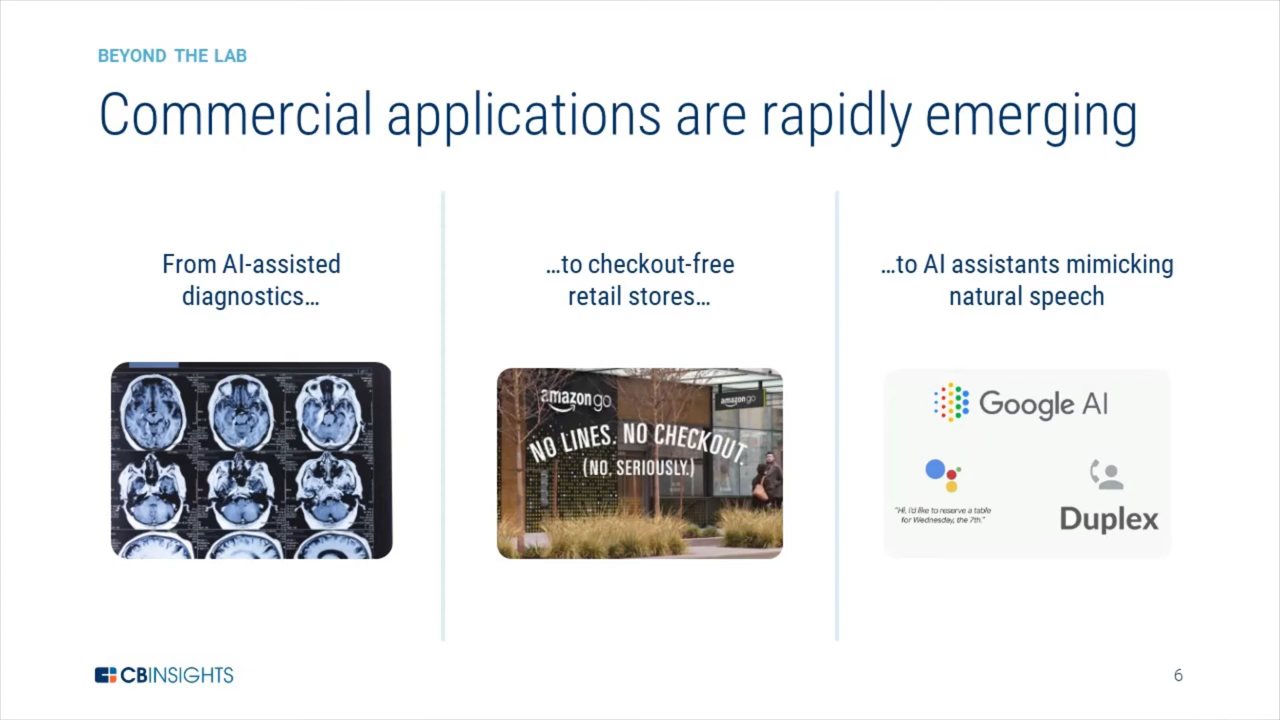 BEYOND THE LAB
Commercial applications are rapidly emerging
From AI-assisted
diagnostics…
…to checkout-free
retail stores…
…to AI assistants mimicking
natural speech
amazon go
amazon go
NO LINES. NO CHECKOUT.
(NO. SERIOUSLY.)
Google AI
"Hi, I'd like to reserve a table
for Wednesday, the 7th."
Duplex
CBINSIGHTS
6